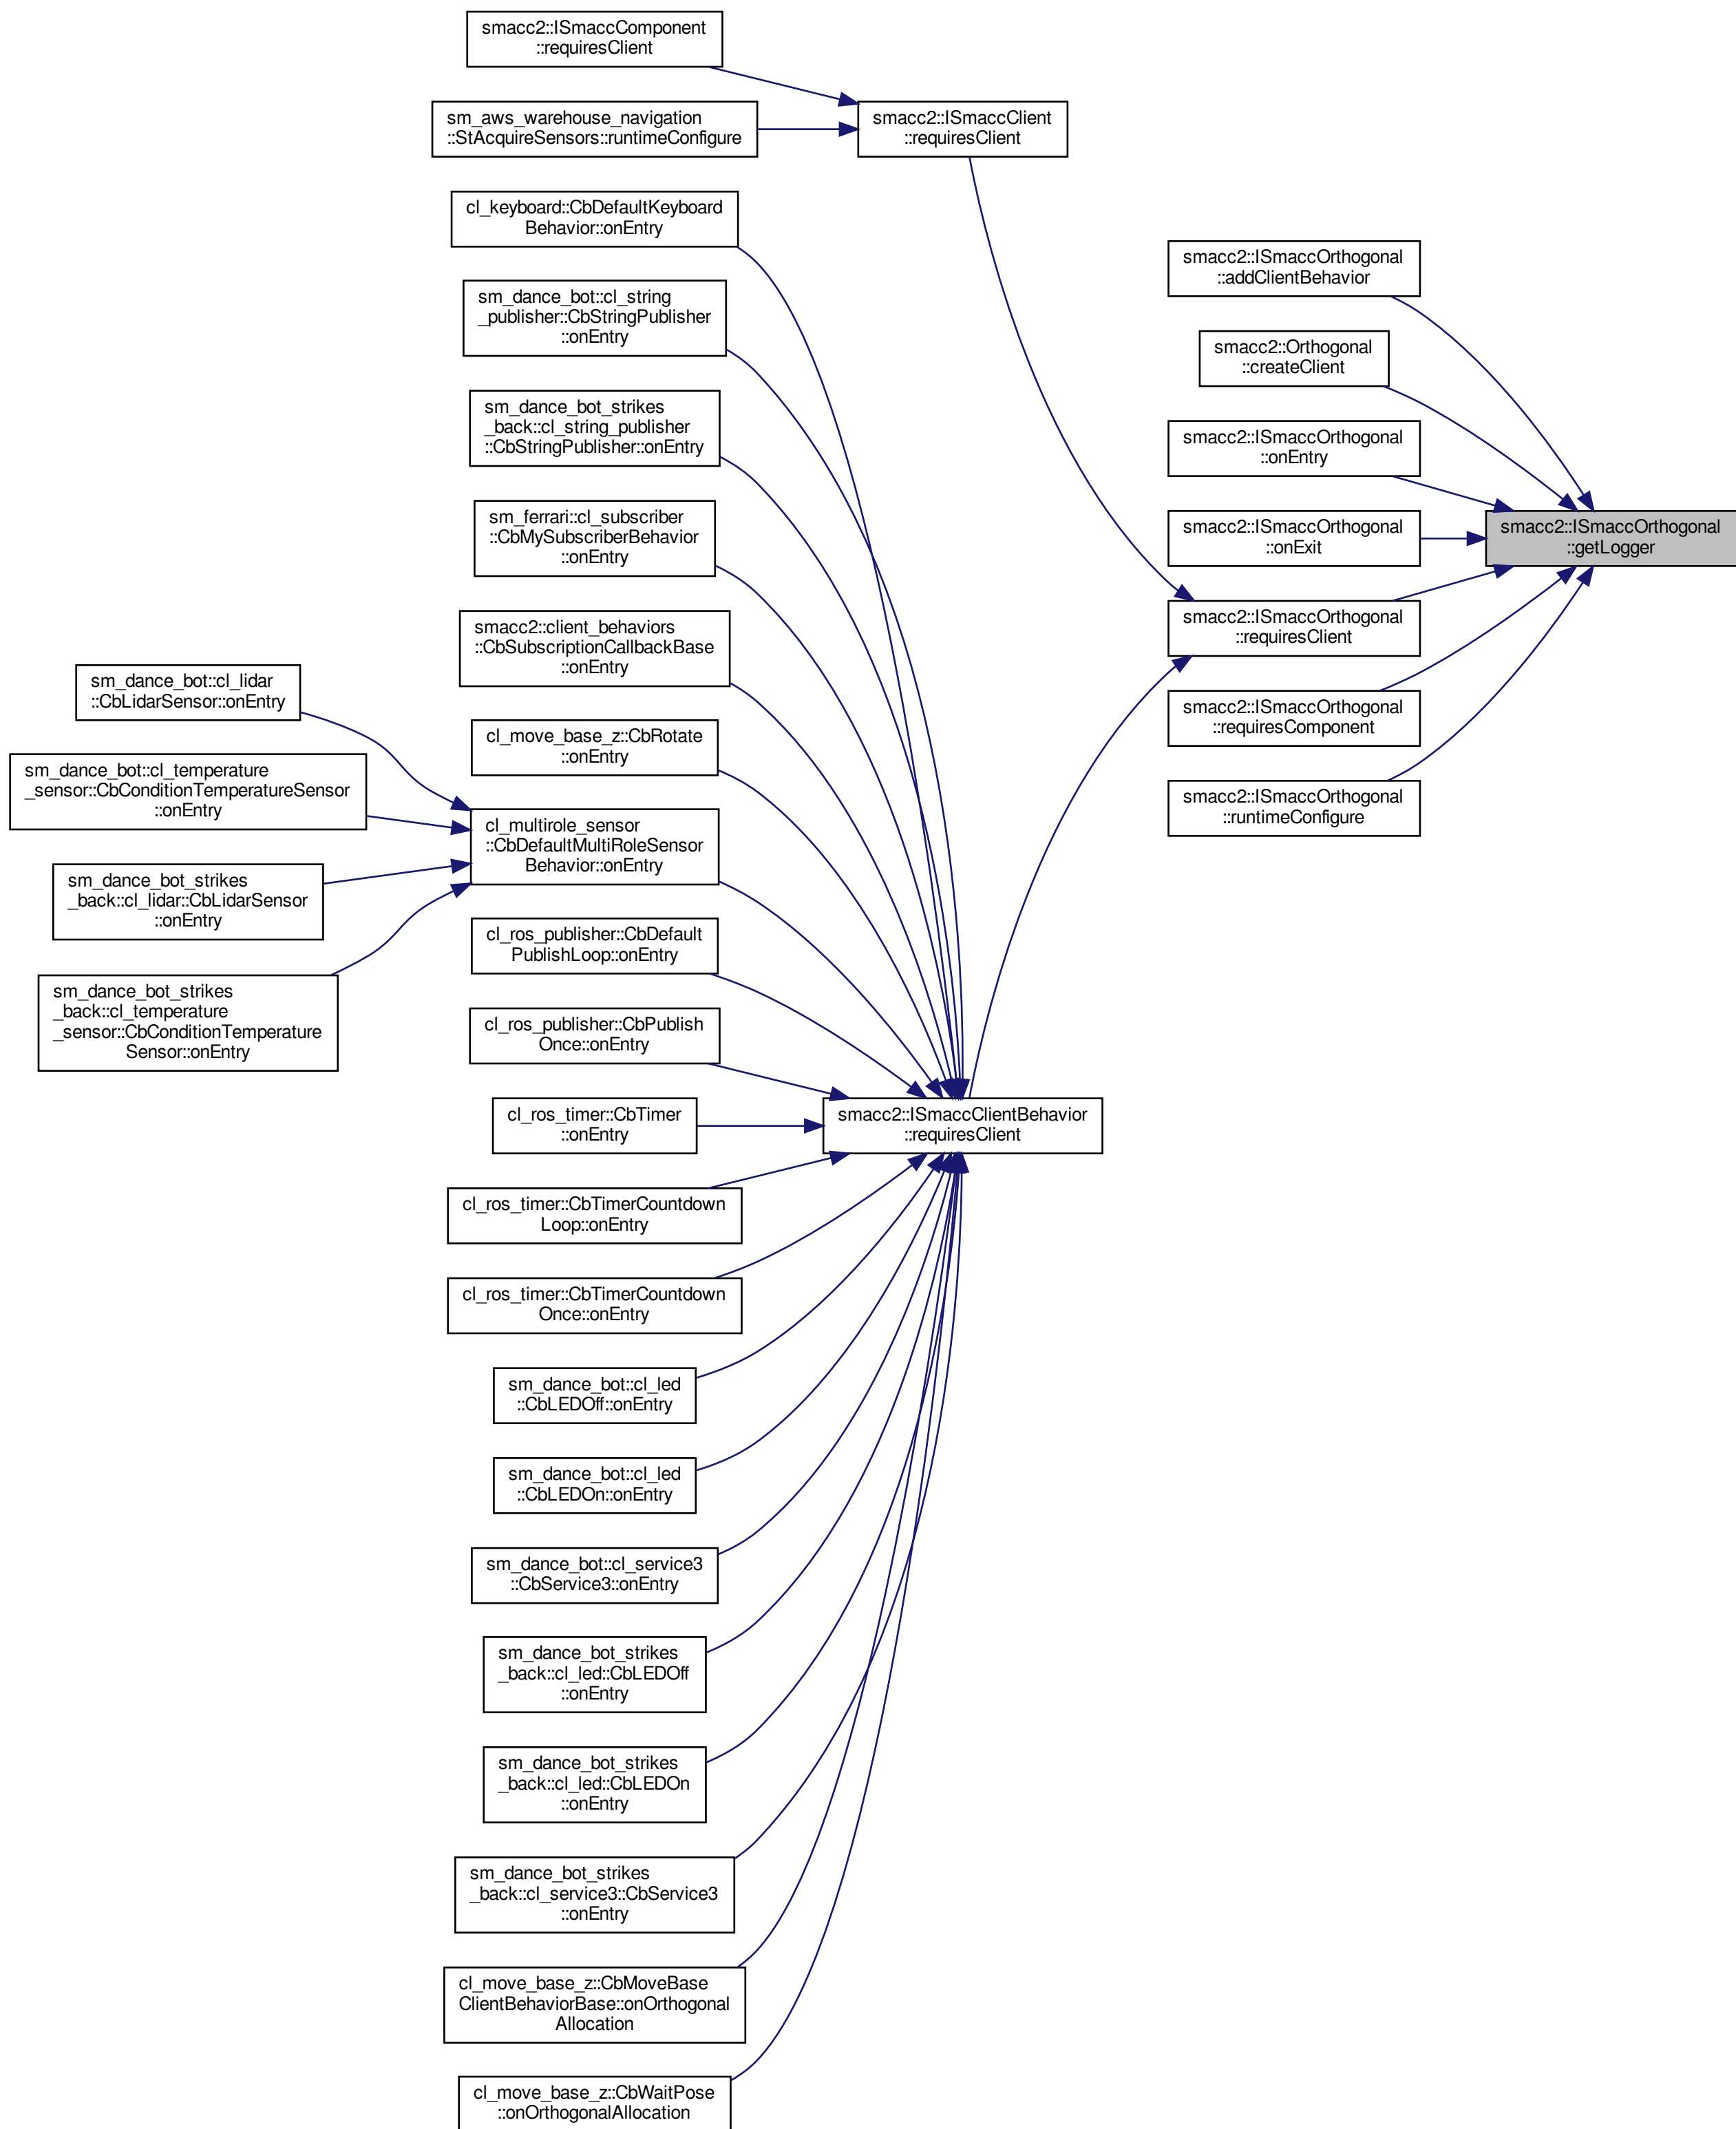 smacc2::ISmaccComponent
::requiresClient
sm_aws_warehouse_navigation
::StAcquireSensors::runtimeConfigure
smacc2::ISmaccClient
::requiresClient
cl_keyboard::CbDefaultKeyboard
Behavior::onEntry
sm_dance_bot::cl_string
_publisher::CbStringPublisher
::onEntry
sm_dance_bot_strikes
_back::cl_string_publisher
::CbStringPublisher::onEntry
sm_ferrari::cl_subscriber
::CbMySubscriberBehavior
::onEntry
smacc2::client_behaviors
::CbSubscriptionCallbackBase
::onEntry
cl_move_base_z::CbRotate
::onEntry
sm_dance_bot::cl_lidar
::CbLidarSensor::onEntry
sm_dance_bot::cl_temperature
_sensor::CbConditionTemperatureSensor
::onEntry
sm_dance_bot_strikes
_back::cl_lidar::CbLidarSensor
::onEntry
sm_dance_bot_strikes
_back::cl_temperature
_sensor::CbConditionTemperature
Sensor::onEntry
cl_multirole_sensor
::CbDefaultMultiRoleSensor
Behavior::onEntry
cl_ros_publisher::CbDefault
PublishLoop::onEntry
cl_ros_publisher::CbPublish
Once::onEntry
cl_ros_timer::CbTimer
::onEntry
cl_ros_timer::CbTimerCountdown
Loop::onEntry
cl_ros_timer::CbTimerCountdown
Once::onEntry
sm_dance_bot::cl_led
::CbLEDOff::onEntry
sm_dance_bot::cl_led
::CbLEDOn::onEntry
sm_dance_bot::cl_service3
::CbService3::onEntry
sm_dance_bot_strikes
_back::cl_led::CbLEDOff
::onEntry
sm_dance_bot_strikes
_back::cl_led::CbLEDOn
::onEntry
sm_dance_bot_strikes
_back::cl_service3::CbService3
::onEntry
cl_move_base_z::CbMoveBase
ClientBehaviorBase::onOrthogonal
Allocation
cl_move_base_z::CbWaitPose
::onOrthogonalAllocation
smacc2::ISmaccClientBehavior
::requiresClient
smacc2::ISmaccOrthogonal
::addClientBehavior
smacc2::Orthogonal
::createClient
smacc2::ISmaccOrthogonal
::onEntry
smacc2::ISmaccOrthogonal
::onExit
smacc2::ISmaccOrthogonal
::requiresClient
smacc2::ISmaccOrthogonal
::requiresComponent
smacc2::ISmaccOrthogonal
::runtimeConfigure
smacc2::ISmaccOrthogonal
::getLogger